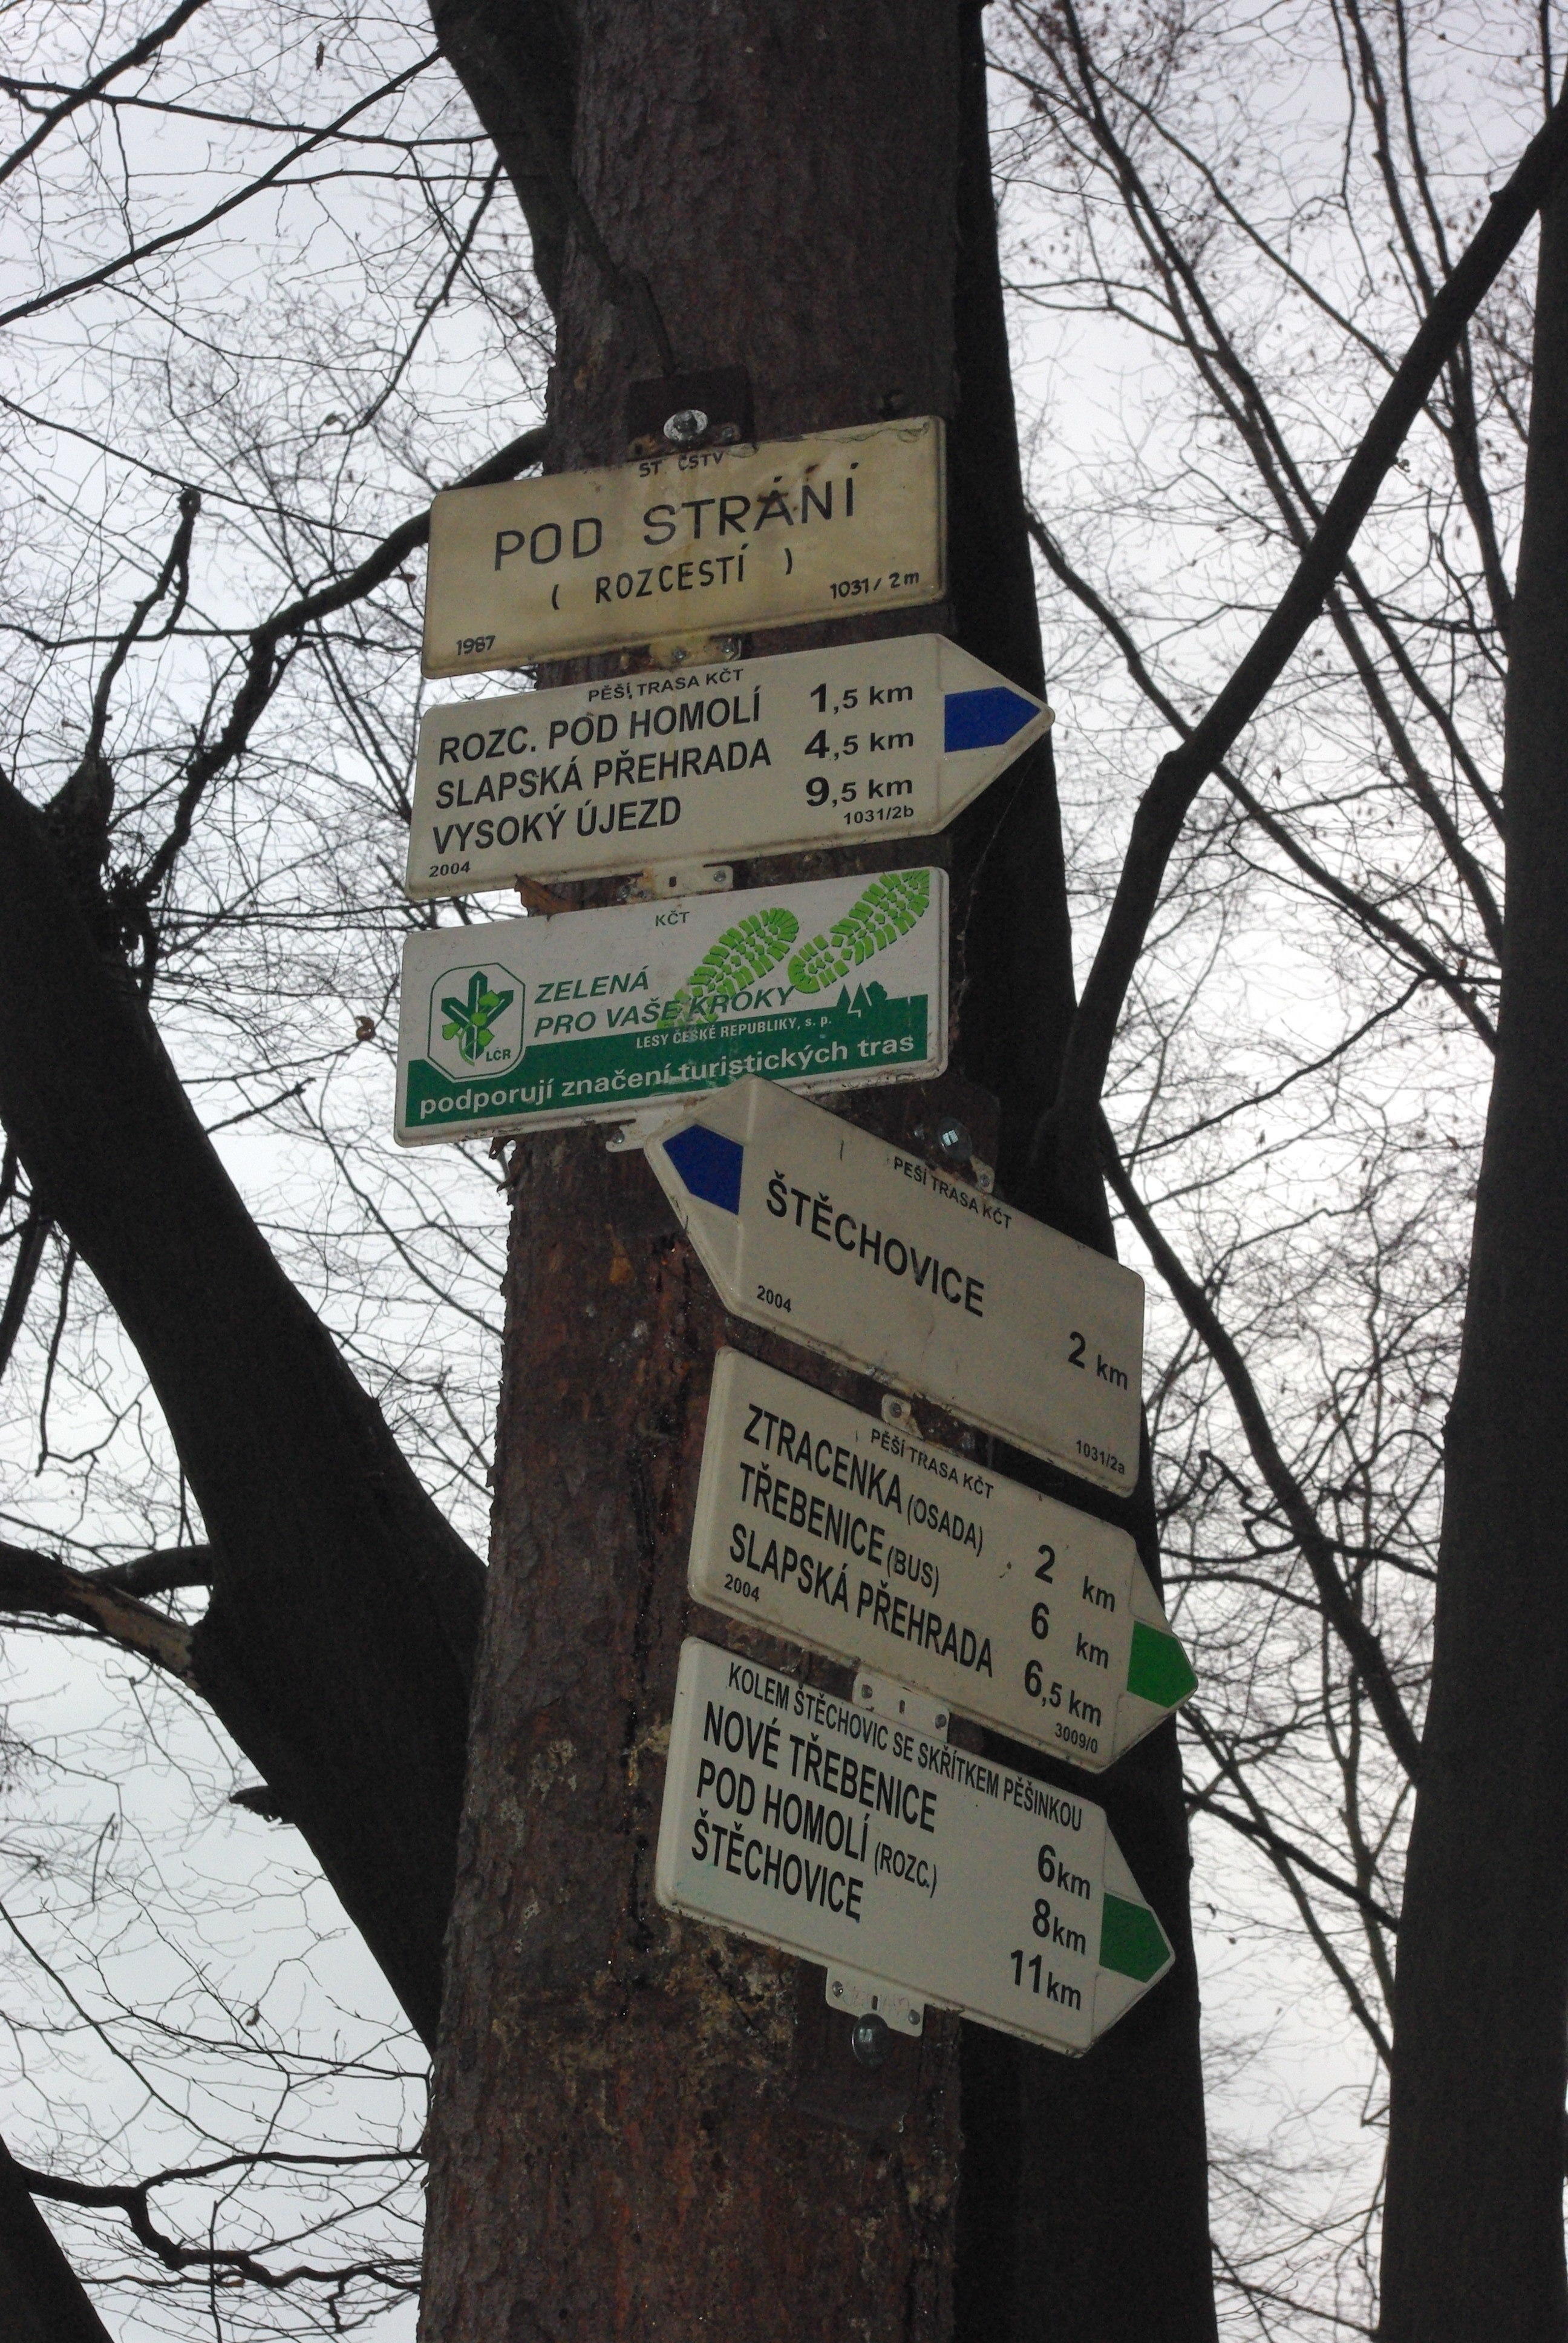 ST ČSTV
POD STRÁNÍ
( ROZCESTÍ )
1987 1031/2m
PĚŠÍ TRASA KČT
ROZC. POD HOMOLÍ 1,5 km
SLAPSKÁ PŘEHRADA 4,5 km
VYSOKÝ ÚJEZD 9,5 km
2004 1031/2b
KČT
ZELENÁ
PRO VAŠE KROKY
LČR
LESY ČESKÉ REPUBLIKY, s. p.
podporují značení turistických tras
PĚŠÍ TRASA KČT
ŠTĚCHOVICE 2 km
2004 1031/2a
PĚŠÍ TRASA KČT
ZTRACENKA (OSADA) 2 km
TŘEBENICE (BUS) 6 km
SLAPSKÁ PŘEHRADA 6,5 km
2004 3009/0
KOLEM ŠTĚCHOVIC SE SKŘÍTKEM PĚŠINKOU
NOVÉ TŘEBENICE 6km
POD HOMOLÍ (ROZC.) 8km
ŠTĚCHOVICE 11km